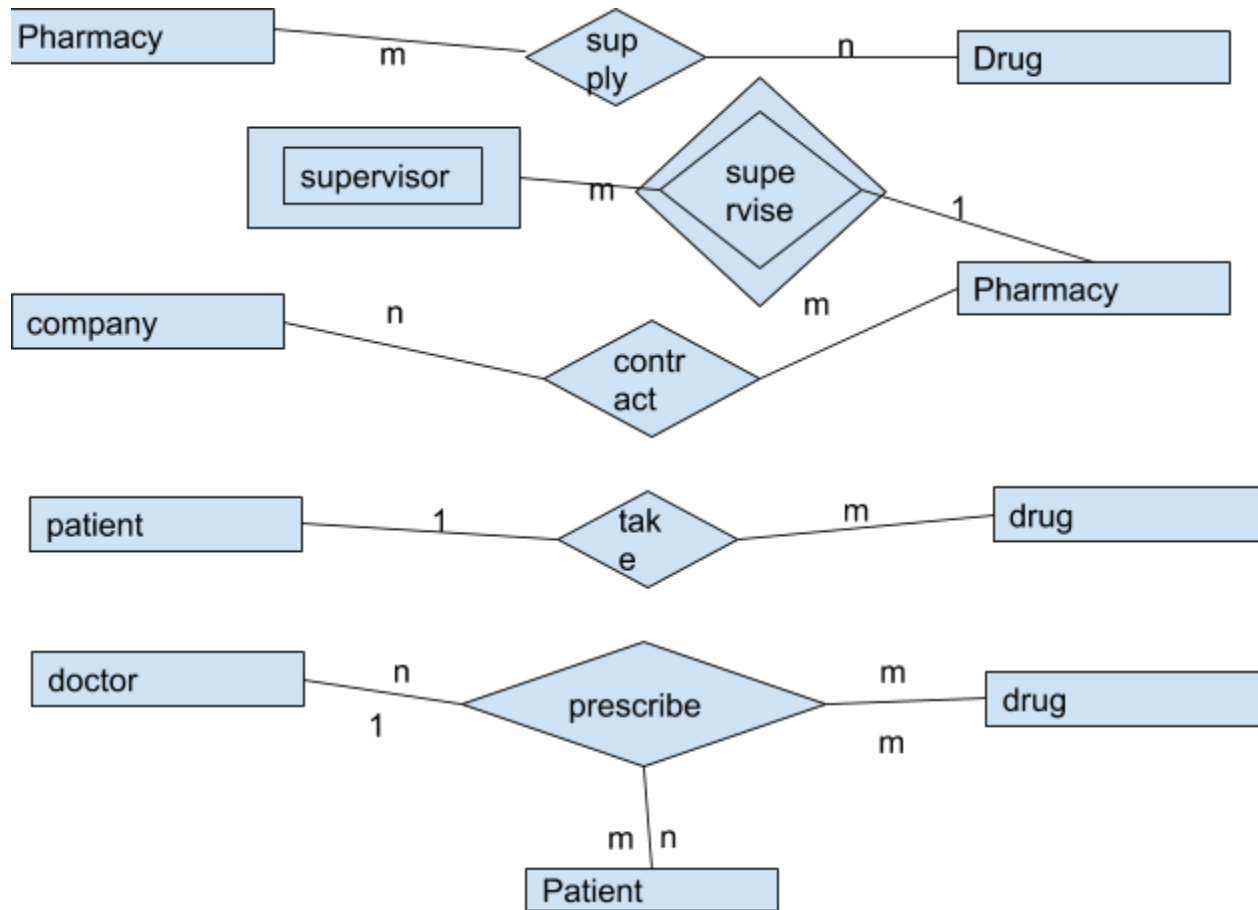 Pharmacy
m
sup
ply
n
Drug
supervisor
m
supe
rvise
1
Pharmacy
company
n
contr
act
m
patient
1
tak
e
m
drug
doctor
n
1
prescribe
m
m
drug
m n
Patient